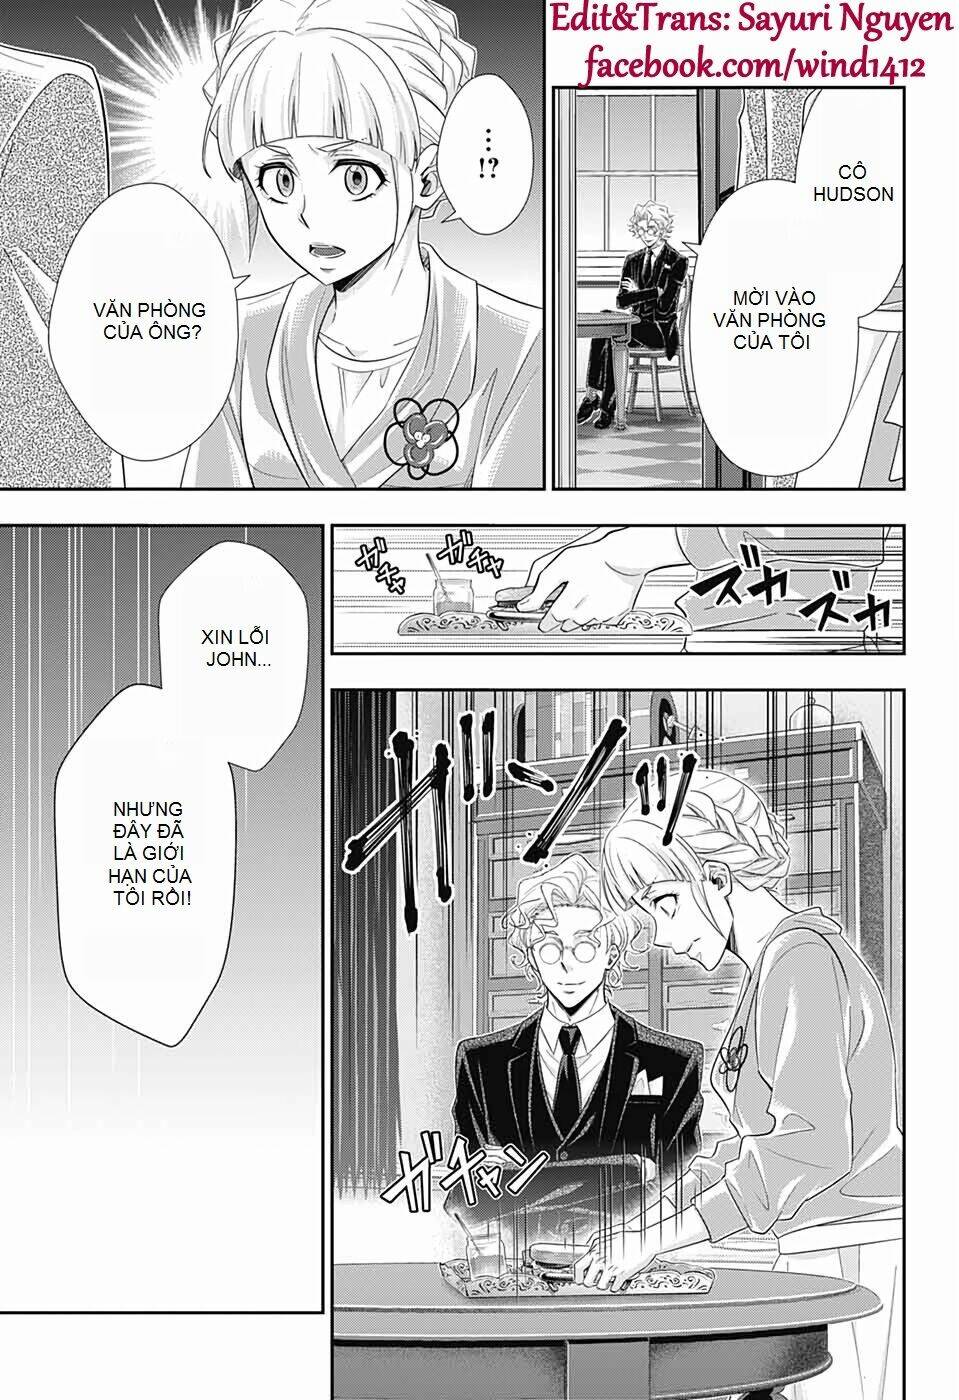 Edit&Trans: Sayuri Nguyen
facebook.com/wind1412
CÔ
HUDSON
MỜI VÀO
VĂN PHÒNG
CỦA TÔI
…!?
VĂN PHÒNG
CỦA ÔNG?
ズカ
ズカ
ガチャ
ガチャ
ガンッ!!
ガチャン
XIN LỖI
JOHN...
NHƯNG
ĐÂY ĐÃ
LÀ GIỚI
HẠN CỦA
TÔI RỒI!